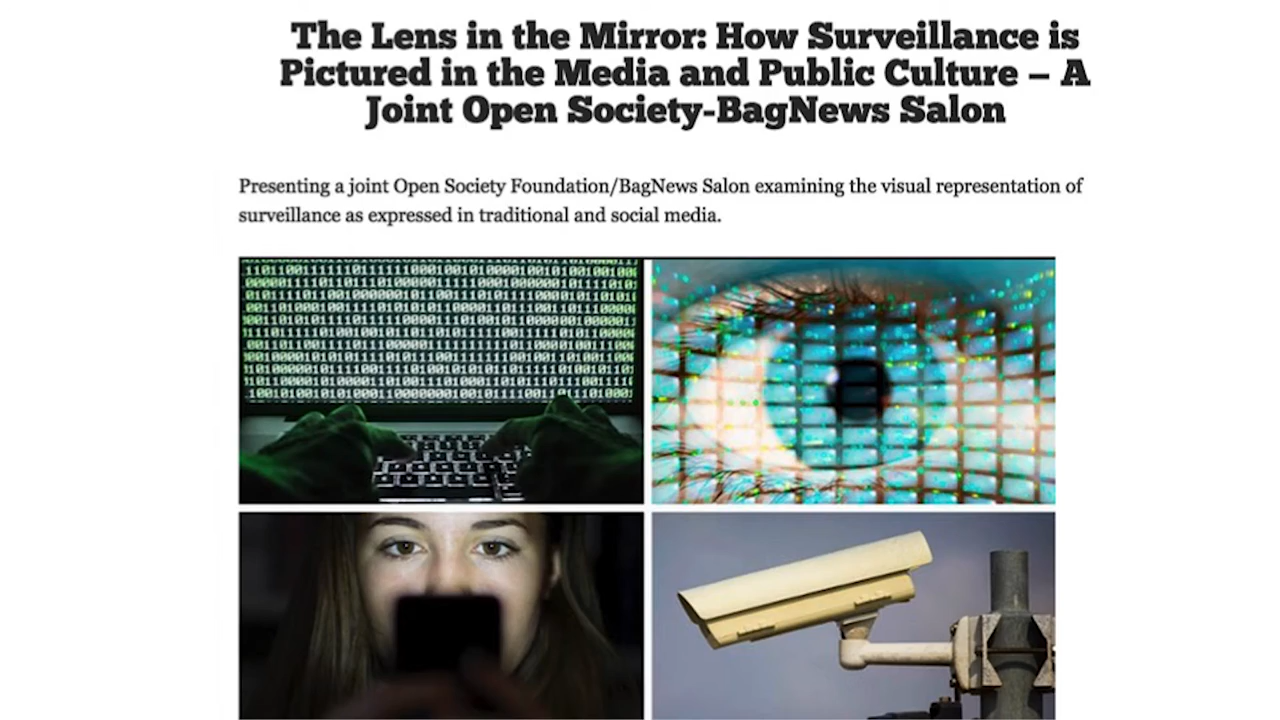 The Lens in the Mirror: How Surveillance is
Pictured in the Media and Public Culture – A
Joint Open Society-BagNews Salon
Presenting a joint Open Society Foundation/BagNews Salon examining the visual representation of
surveillance as expressed in traditional and social media.